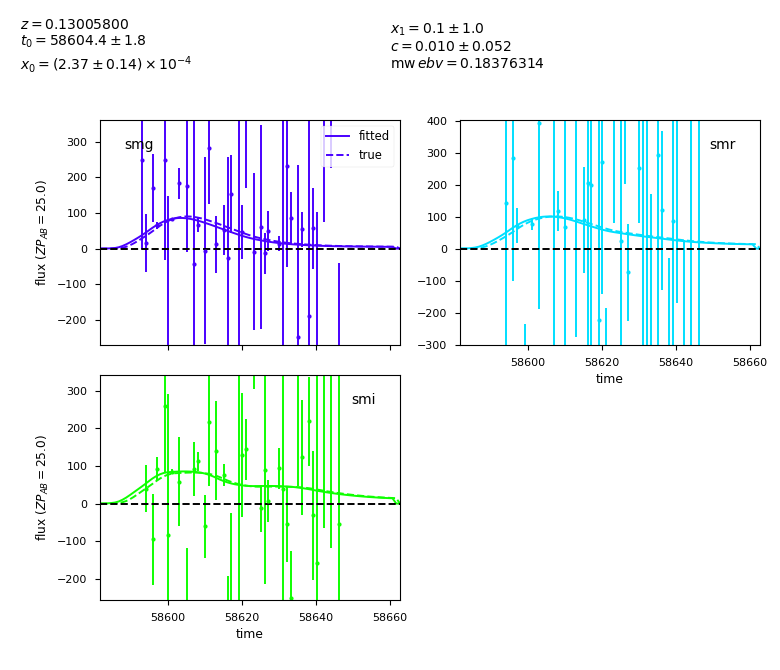 z = 0.13005800
t₀ = 58604.4 ± 1.8
x₀ = (2.37 ± 0.14) × 10⁻⁴
x₁ = 0.1 ± 1.0
c = 0.010 ± 0.052
mwebv = 0.18376314
smg
fitted
true
300
200
100
0
−100
−200
flux (ZP_AB = 25.0)
smr
400
300
200
100
0
−100
−200
−300
58600 58620 58640 58660
time
smi
300
200
100
0
−100
−200
flux (ZP_AB = 25.0)
58600 58620 58640 58660
time